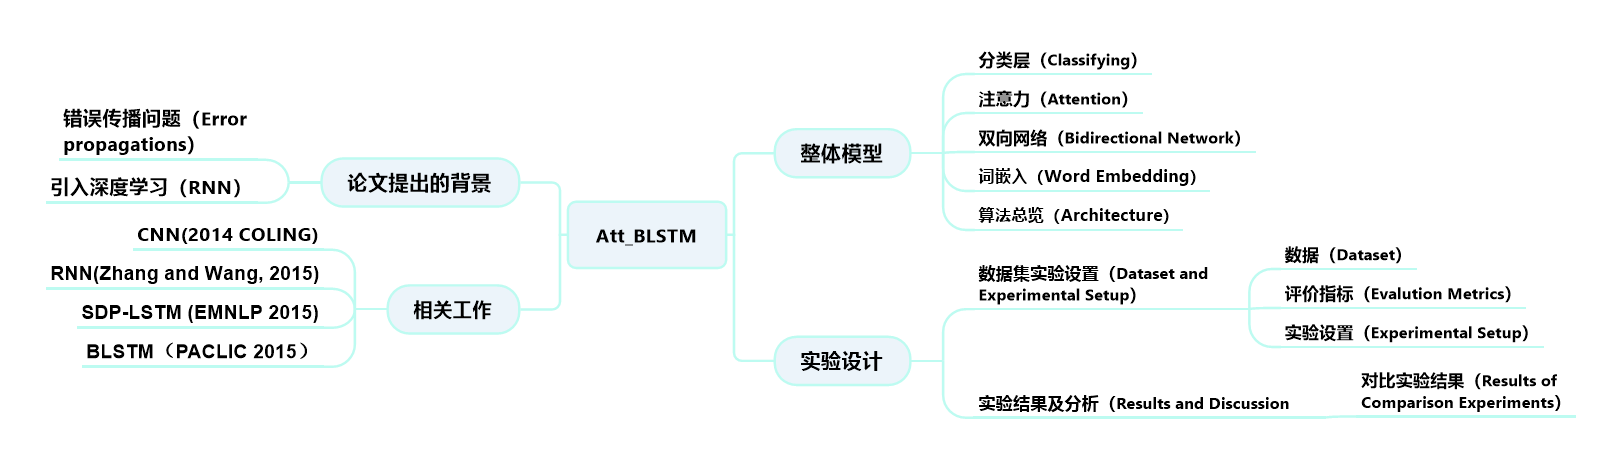 错误传播问题（Error
propagations）
引入深度学习（RNN）
论文提出的背景
CNN(2014 COLING)
RNN(Zhang and Wang, 2015)
SDP-LSTM (EMNLP 2015)
BLSTM（PACLIC 2015）
相关工作
Att_BLSTM
整体模型
分类层（Classifying）
注意力（Attention）
双向网络（Bidirectional Network）
词嵌入（Word Embedding）
算法总览（Architecture）
实验设计
数据集实验设置（Dataset and
Experimental Setup）
数据（Dataset）
评价指标（Evalution Metrics）
实验设置（Experimental Setup）
实验结果及分析（Results and Discussion
对比实验结果（Results of
Comparison Experiments）